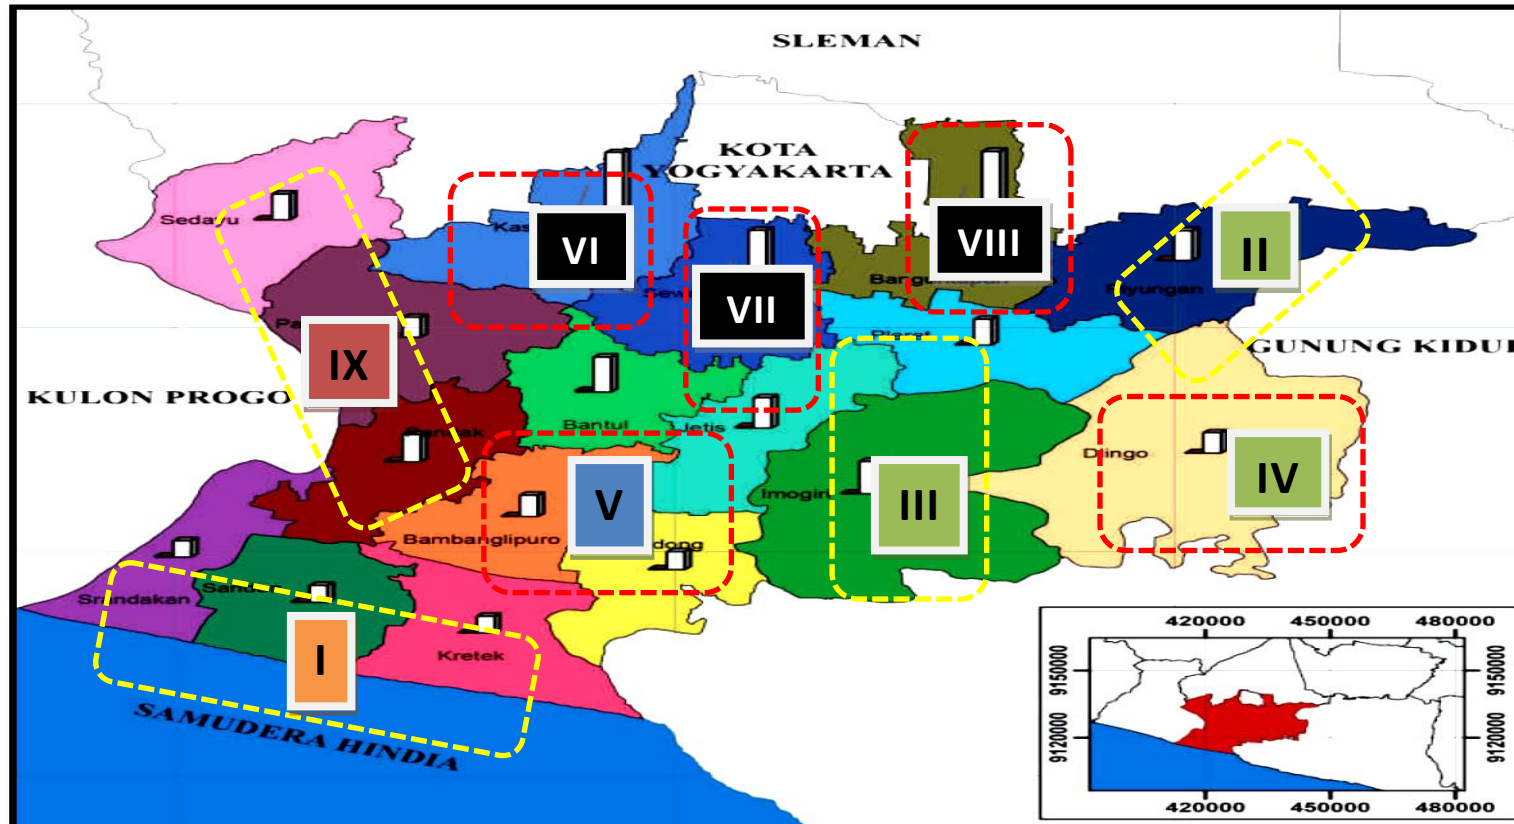 SLEMAN
KOTA
YOGYAKARTA
Sedayu
VI
VIII
II
VII
IX
GUNUNG KIDUL
KULON PROGO
Bantul
Jetis
Dlingo
V
Imogiri
III
IV
Bambanglipuro
Srandakan
I
Kretek
SAMUDERA HINDIA
420000 450000 480000
9150000 9150000
9120000 9120000
420000 450000 480000